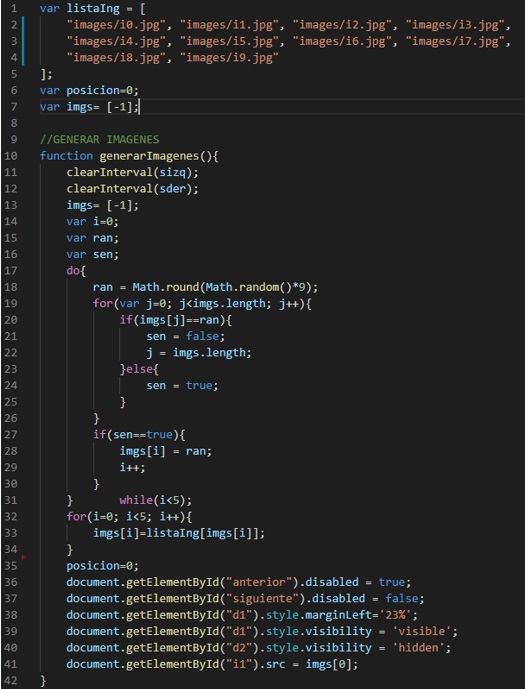 1 var listaIng = [
2 "images/i0.jpg", "images/i1.jpg", "images/i2.jpg", "images/i3.jpg",
3 "images/i4.jpg", "images/i5.jpg", "images/i6.jpg", "images/i7.jpg",
4 "images/i8.jpg", "images/i9.jpg"
5 ];
6 var posicion=0;
7 var imgs= [-1];
8
9 //GENERAR IMAGENES
10 function generarImagenes(){
11 clearInterval(sizq);
12 clearInterval(sder);
13 imgs= [-1];
14 var i=0;
15 var ran;
16 var sen;
17 do{
18 ran = Math.round(Math.random()*9);
19 for(var j=0; j<imgs.length; j++){
20 if(imgs[j]==ran){
21 sen = false;
22 j = imgs.length;
23 }else{
24 sen = true;
25 }
26 }
27 if(sen==true){
28 imgs[i] = ran;
29 i++;
30 }
31 } while(i<5);
32 for(i=0; i<5; i++){
33 imgs[i]=listaIng[imgs[i]];
34 }
35 posicion=0;
36 document.getElementById("anterior").disabled = true;
37 document.getElementById("siguiente").disabled = false;
38 document.getElementById("d1").style.marginLeft='23%';
39 document.getElementById("d1").style.visibility = 'visible';
40 document.getElementById("d2").style.visibility = 'hidden';
41 document.getElementById("i1").src = imgs[0];
42 }